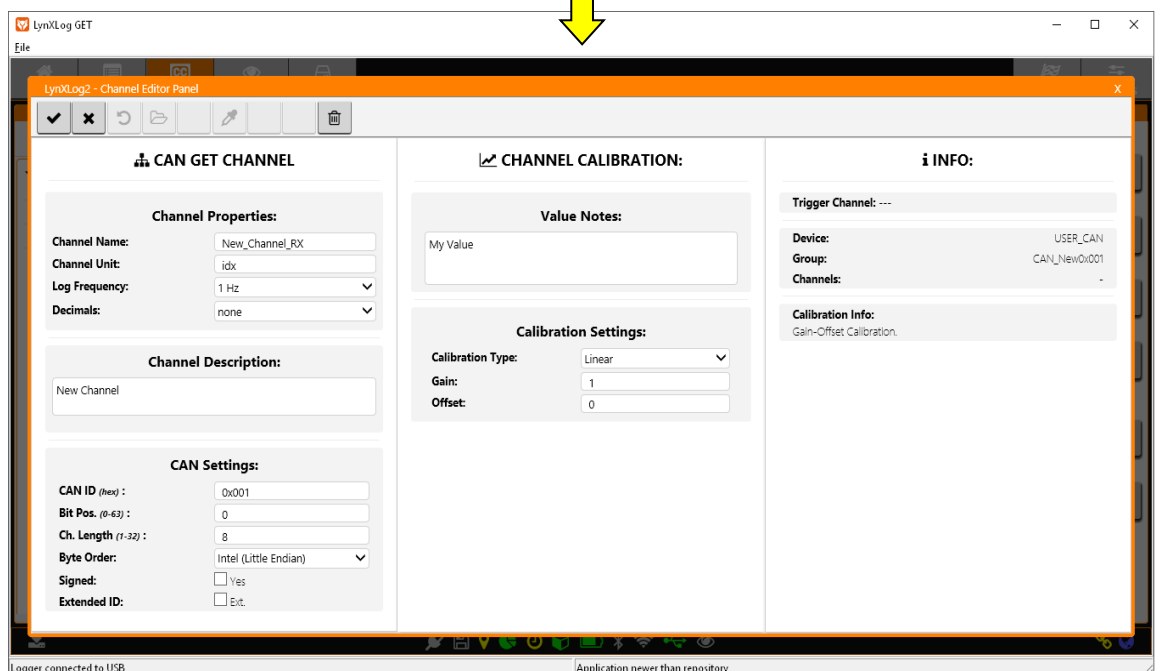 LynXLog GET
File
LynXLog2 - Channel Editor Panel
X
CAN GET CHANNEL
Channel Properties:
Channel Name: New_Channel_RX
Channel Unit: idx
Log Frequency: 1 Hz
Decimals: none
Channel Description:
New Channel
CAN Settings:
CAN ID (hex) : 0x001
Bit Pos. (0-63) : 0
Ch. Length (1-32) : 8
Byte Order: Intel (Little Endian)
Signed: Yes
Extended ID: Ext.
CHANNEL CALIBRATION:
Value Notes:
My Value
Calibration Settings:
Calibration Type: Linear
Gain: 1
Offset: 0
INFO:
Trigger Channel: ---
Device: USER_CAN
Group: CAN_New0x001
Channels: -
Calibration Info:
Gain-Offset Calibration.
Logger connected to USB
Application newer than repository